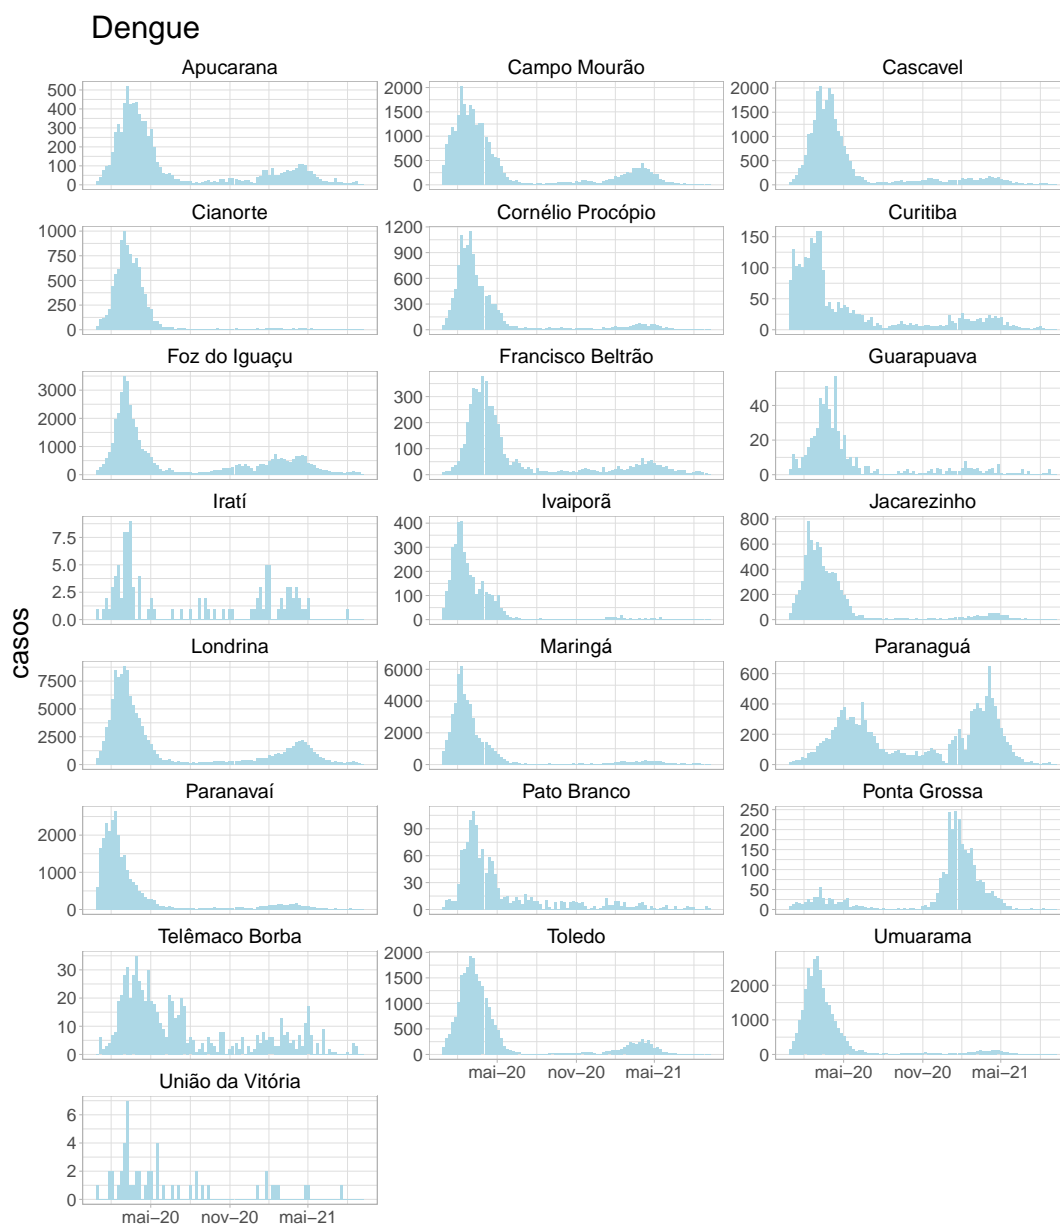 Dengue
Apucarana Campo Mourão Cascavel
500 400 300 200 100 0
2000 1500 1000 500 0
2000 1500 1000 500 0
Cianorte Cornélio Procópio Curitiba
1000 750 500 250 0
1200 900 600 300 0
150 100 50 0
Foz do Iguaçu Francisco Beltrão Guarapuava
3000 2000 1000 0
300 200 100 0
40 20 0
Iratí Ivaiporã Jacarezinho
7.5 5.0 2.5 0.0
400 300 200 100 0
800 600 400 200 0
casos
Londrina Maringá Paranaguá
7500 5000 2500 0
6000 4000 2000 0
600 400 200 0
Paranavaí Pato Branco Ponta Grossa
2000 1000 0
90 60 30 0
250 200 150 100 50 0
Telêmaco Borba Toledo Umuarama
30 20 10 0
2000 1500 1000 500 0
2000 1000 0
mai–20 nov–20 mai–21 mai–20 nov–20 mai–21
União da Vitória
6 4 2 0
mai–20 nov–20 mai–21